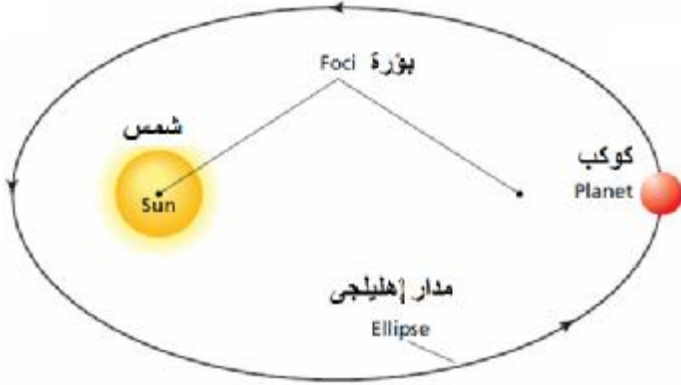 Foci بؤرة
شمس
Sun
كوكب
Planet
مدار إهليلجى
Ellipse